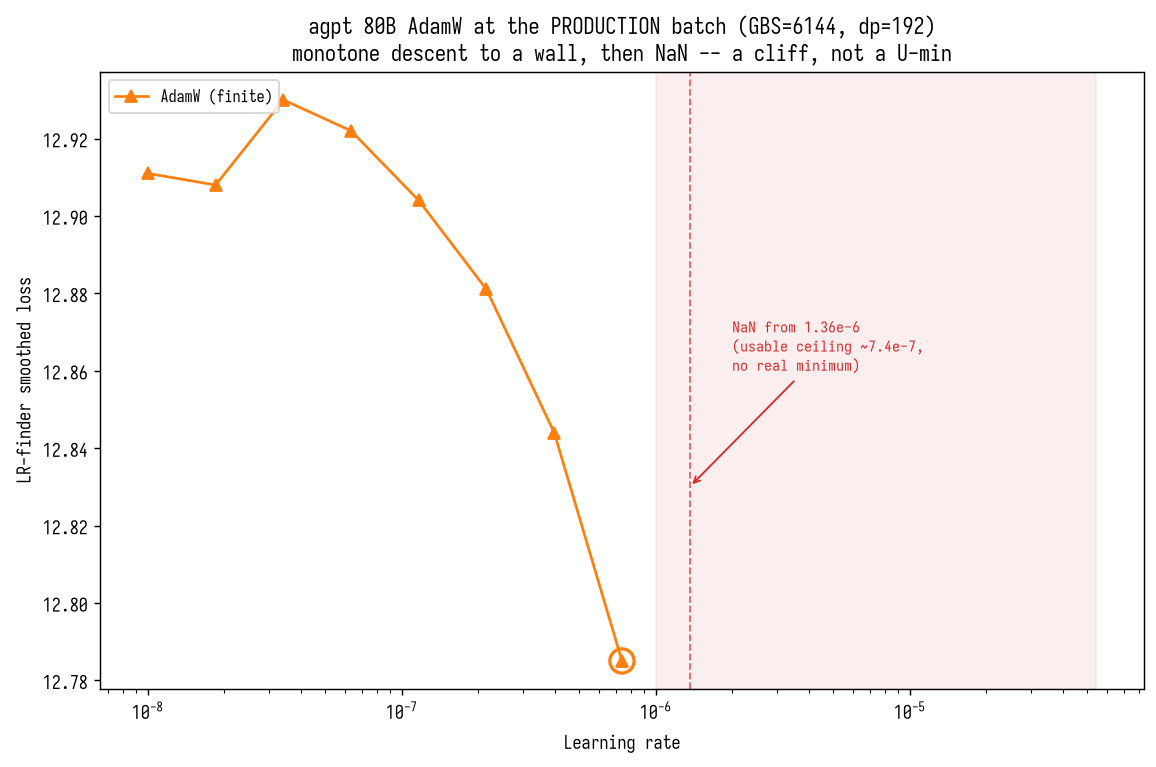 agpt 80B AdamW at the PRODUCTION batch (GBS=6144, dp=192)
monotone descent to a wall, then NaN -- a cliff, not a U-min
AdamW (finite)
12.92
12.90
12.88
12.86
12.84
12.82
12.80
12.78
LR-finder smoothed loss
NaN from 1.36e-6
(usable ceiling ~7.4e-7,
no real minimum)
10⁻⁸
10⁻⁷
10⁻⁶
10⁻⁵
Learning rate